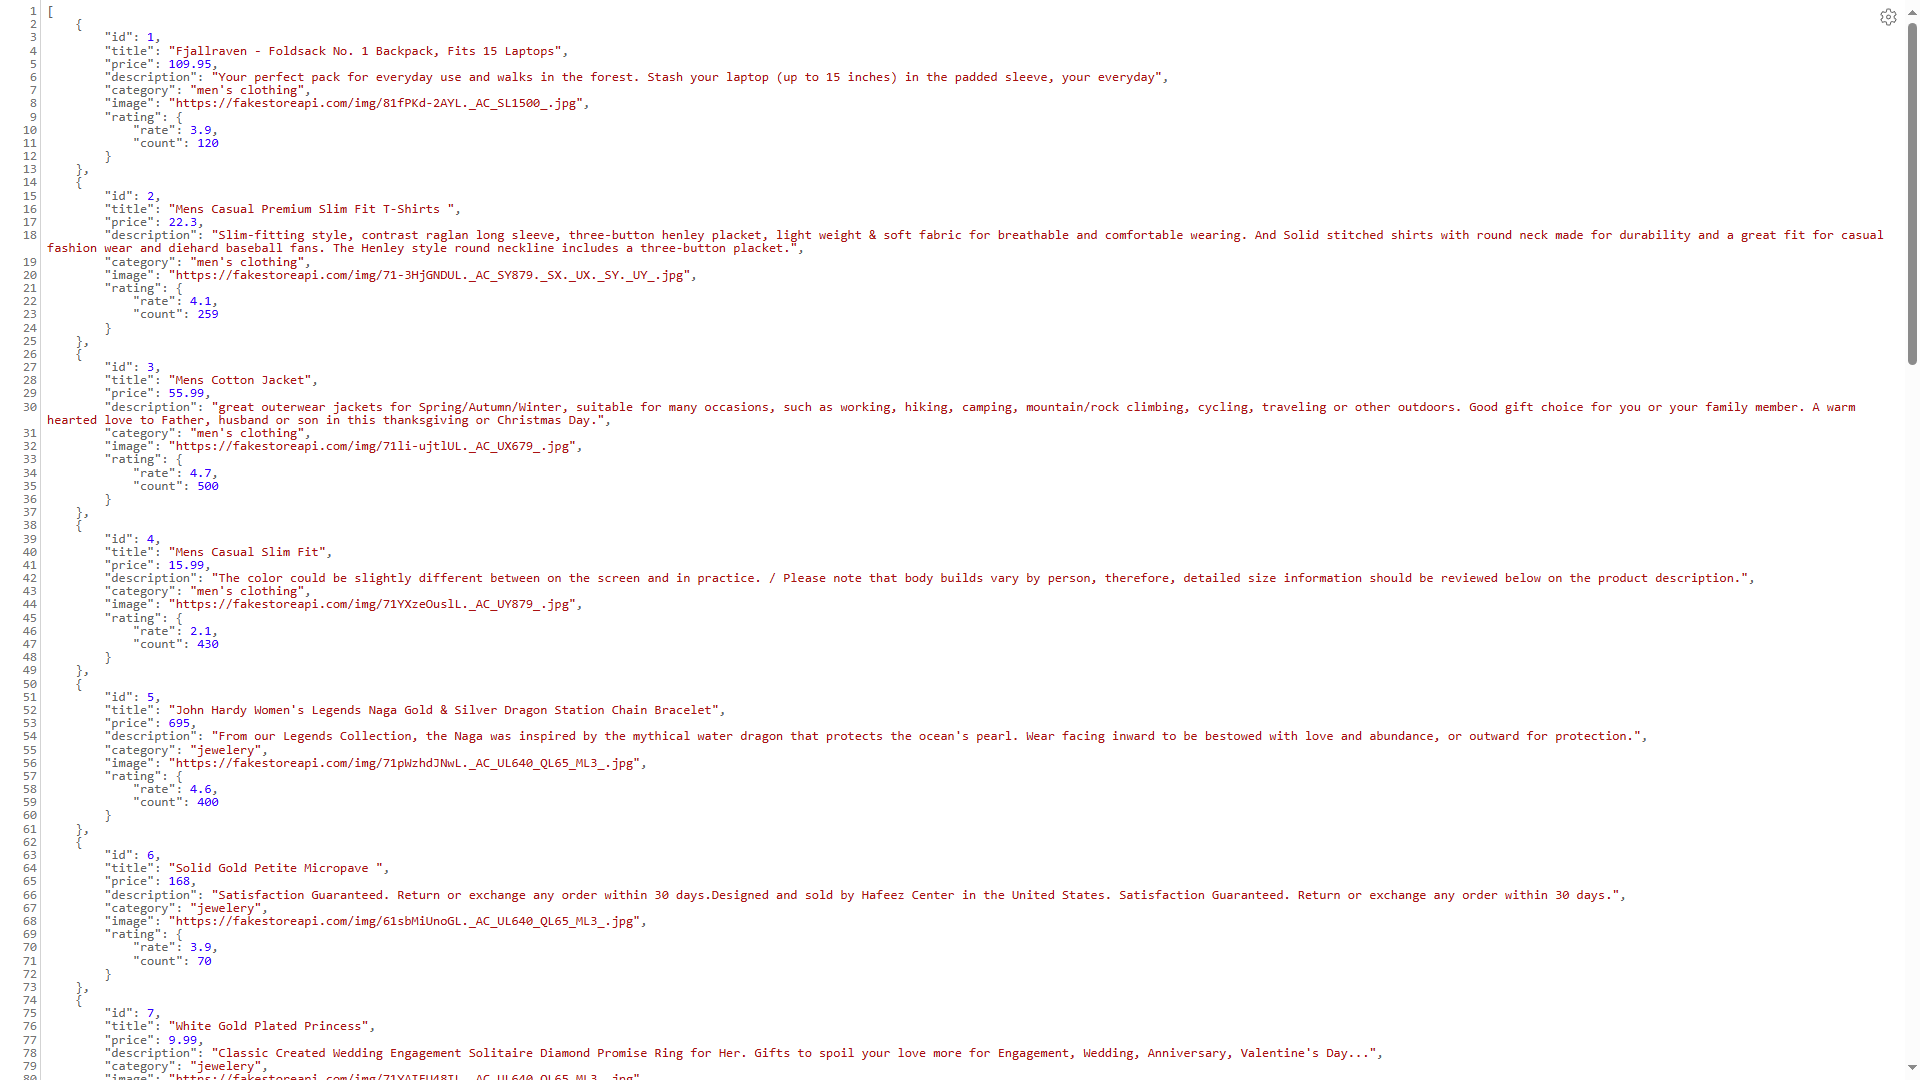 1 [
2     {
3         "id": 1,
4         "title": "Fjallraven - Foldsack No. 1 Backpack, Fits 15 Laptops",
5         "price": 109.95,
6         "description": "Your perfect pack for everyday use and walks in the forest. Stash your laptop (up to 15 inches) in the padded sleeve, your everyday",
7         "category": "men's clothing",
8         "image": "https://fakestoreapi.com/img/81fPKd-2AYL._AC_SL1500_.jpg",
9         "rating": {
10             "rate": 3.9,
11             "count": 120
12         }
13     },
14     {
15         "id": 2,
16         "title": "Mens Casual Premium Slim Fit T-Shirts ",
17         "price": 22.3,
18         "description": "Slim-fitting style, contrast raglan long sleeve, three-button henley placket, light weight & soft fabric for breathable and comfortable wearing. And Solid stitched shirts with round neck made for durability and a great fit for casual
fashion wear and diehard baseball fans. The Henley style round neckline includes a three-button placket.",
19         "category": "men's clothing",
20         "image": "https://fakestoreapi.com/img/71-3HjGNDUL._AC_SY879._SX._UX._SY._UY_.jpg",
21         "rating": {
22             "rate": 4.1,
23             "count": 259
24         }
25     },
26     {
27         "id": 3,
28         "title": "Mens Cotton Jacket",
29         "price": 55.99,
30         "description": "great outerwear jackets for Spring/Autumn/Winter, suitable for many occasions, such as working, hiking, camping, mountain/rock climbing, cycling, traveling or other outdoors. Good gift choice for you or your family member. A warm
hearted love to Father, husband or son in this thanksgiving or Christmas Day.",
31         "category": "men's clothing",
32         "image": "https://fakestoreapi.com/img/71li-ujtlUL._AC_UX679_.jpg",
33         "rating": {
34             "rate": 4.7,
35             "count": 500
36         }
37     },
38     {
39         "id": 4,
40         "title": "Mens Casual Slim Fit",
41         "price": 15.99,
42         "description": "The color could be slightly different between on the screen and in practice. / Please note that body builds vary by person, therefore, detailed size information should be reviewed below on the product description.",
43         "category": "men's clothing",
44         "image": "https://fakestoreapi.com/img/71YXzeOuslL._AC_UY879_.jpg",
45         "rating": {
46             "rate": 2.1,
47             "count": 430
48         }
49     },
50     {
51         "id": 5,
52         "title": "John Hardy Women's Legends Naga Gold & Silver Dragon Station Chain Bracelet",
53         "price": 695,
54         "description": "From our Legends Collection, the Naga was inspired by the mythical water dragon that protects the ocean's pearl. Wear facing inward to be bestowed with love and abundance, or outward for protection.",
55         "category": "jewelery",
56         "image": "https://fakestoreapi.com/img/71pWzhdJNwL._AC_UL640_QL65_ML3_.jpg",
57         "rating": {
58             "rate": 4.6,
59             "count": 400
60         }
61     },
62     {
63         "id": 6,
64         "title": "Solid Gold Petite Micropave ",
65         "price": 168,
66         "description": "Satisfaction Guaranteed. Return or exchange any order within 30 days.Designed and sold by Hafeez Center in the United States. Satisfaction Guaranteed. Return or exchange any order within 30 days.",
67         "category": "jewelery",
68         "image": "https://fakestoreapi.com/img/61sbMiUnoGL._AC_UL640_QL65_ML3_.jpg",
69         "rating": {
70             "rate": 3.9,
71             "count": 70
72         }
73     },
74     {
75         "id": 7,
76         "title": "White Gold Plated Princess",
77         "price": 9.99,
78         "description": "Classic Created Wedding Engagement Solitaire Diamond Promise Ring for Her. Gifts to spoil your love more for Engagement, Wedding, Anniversary, Valentine's Day...",
79         "category": "jewelery",
80         "image": "https://fakestoreapi.com/img/71YAIFU48IL._AC_UL640_QL65_ML3_.jpg",